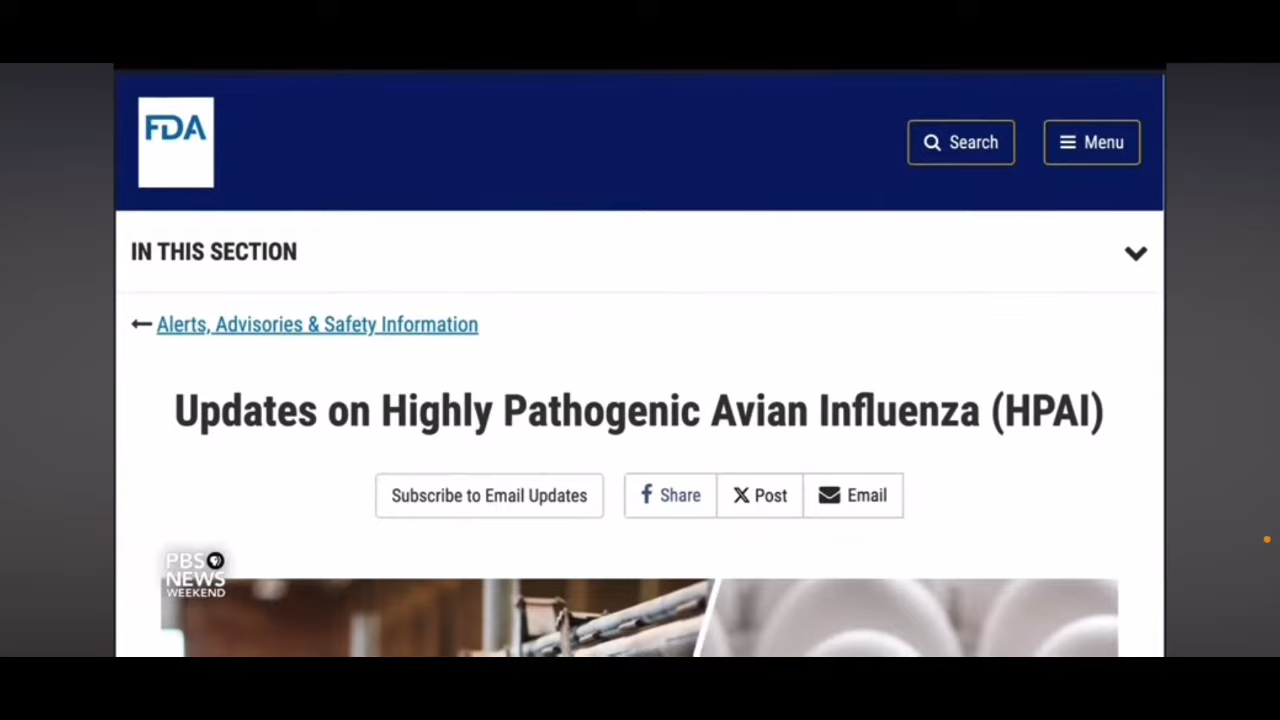 FDA
Search
Menu
IN THIS SECTION
Alerts, Advisories & Safety Information
Updates on Highly Pathogenic Avian Influenza (HPAI)
Subscribe to Email Updates
Share
Post
Email
PBS
NEWS
WEEKEND